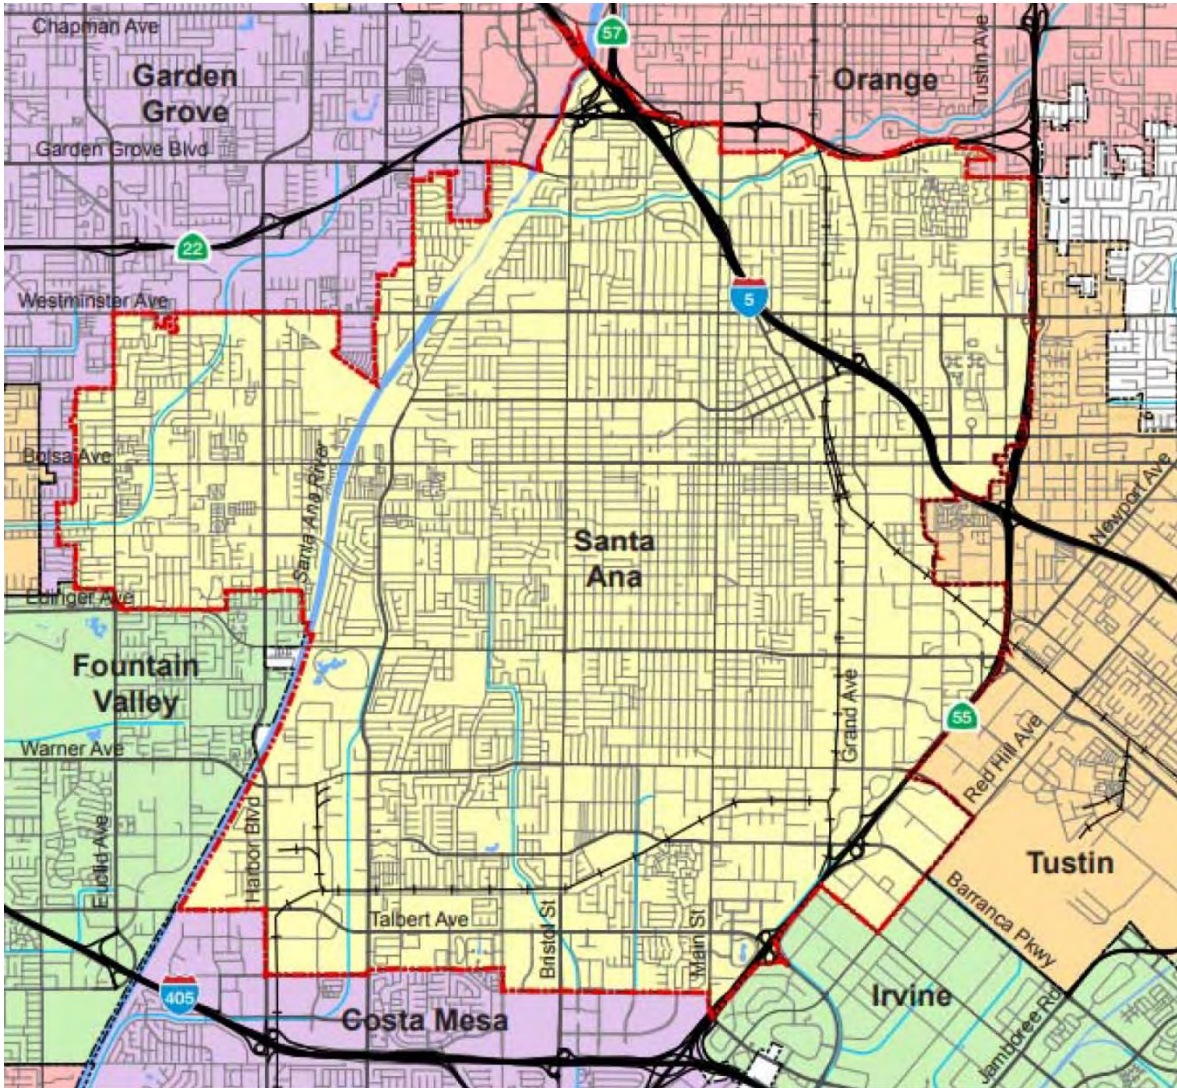 Chapman Ave
57
Tustin Ave
Garden
Grove
Orange
Garden Grove Blvd
22
Westminster Ave
5
Bolsa Ave
Santa Ana River
Newport Ave
Santa
Ana
Edinger Ave
Fountain
Valley
Grand Ave
55
Warner Ave
Red Hill Ave
Harbor Blvd
Euclid Ave
Tustin
Barranca Pkwy
Talbert Ave
Bristol St
Main St
405
Costa Mesa
Irvine
Jamboree Rd